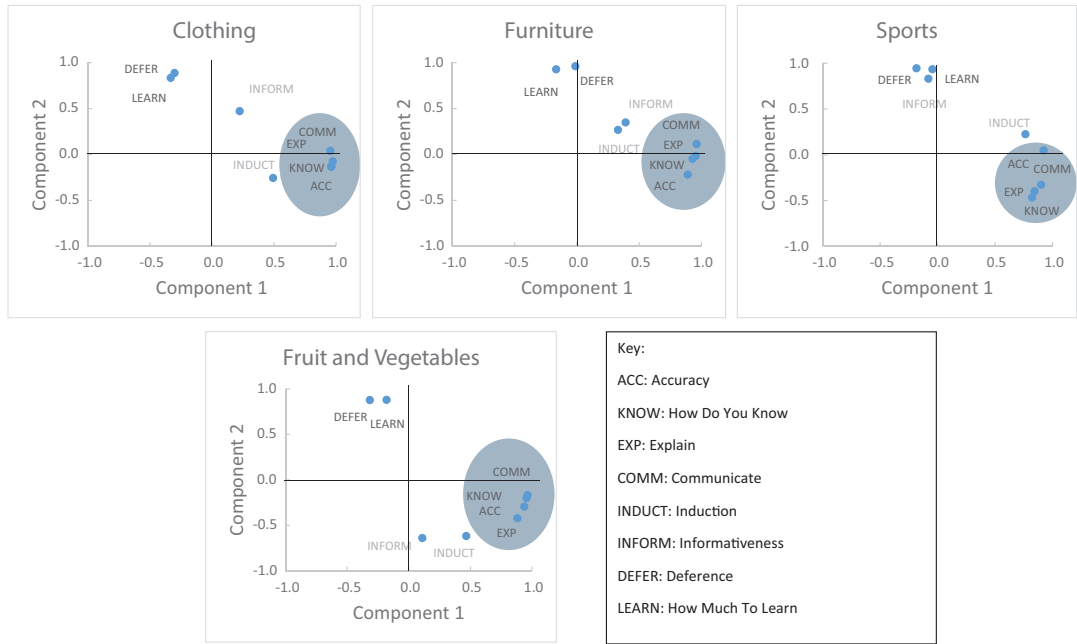 Clothing
Component 2
1.0
0.5
0.0
-0.5
-1.0
DEFER
LEARN
INFORM
COMM
EXP
INDUCT
KNOW
ACC
-1.0 -0.5 0.0 0.5 1.0
Component 1
Furniture
Component 2
1.0
0.5
0.0
-0.5
-1.0
LEARN
DEFER
INFORM
COMM
INDUCT
EXP
KNOW
ACC
-1.0 -0.5 0.0 0.5 1.0
Component 1
Sports
Component 2
1.0
0.5
0.0
-0.5
-1.0
DEFER
LEARN
INFORM
INDUCT
ACC
COMM
EXP
KNOW
-1.0 -0.5 0.0 0.5 1.0
Component 1
Fruit and Vegetables
Component 2
1.0
0.5
0.0
-0.5
-1.0
DEFER
LEARN
COMM
KNOW
ACC
EXP
INFORM
INDUCT
-1.0 -0.5 0.0 0.5 1.0
Component 1
Key:
ACC: Accuracy
KNOW: How Do You Know
EXP: Explain
COMM: Communicate
INDUCT: Induction
INFORM: Informativeness
DEFER: Deference
LEARN: How Much To Learn